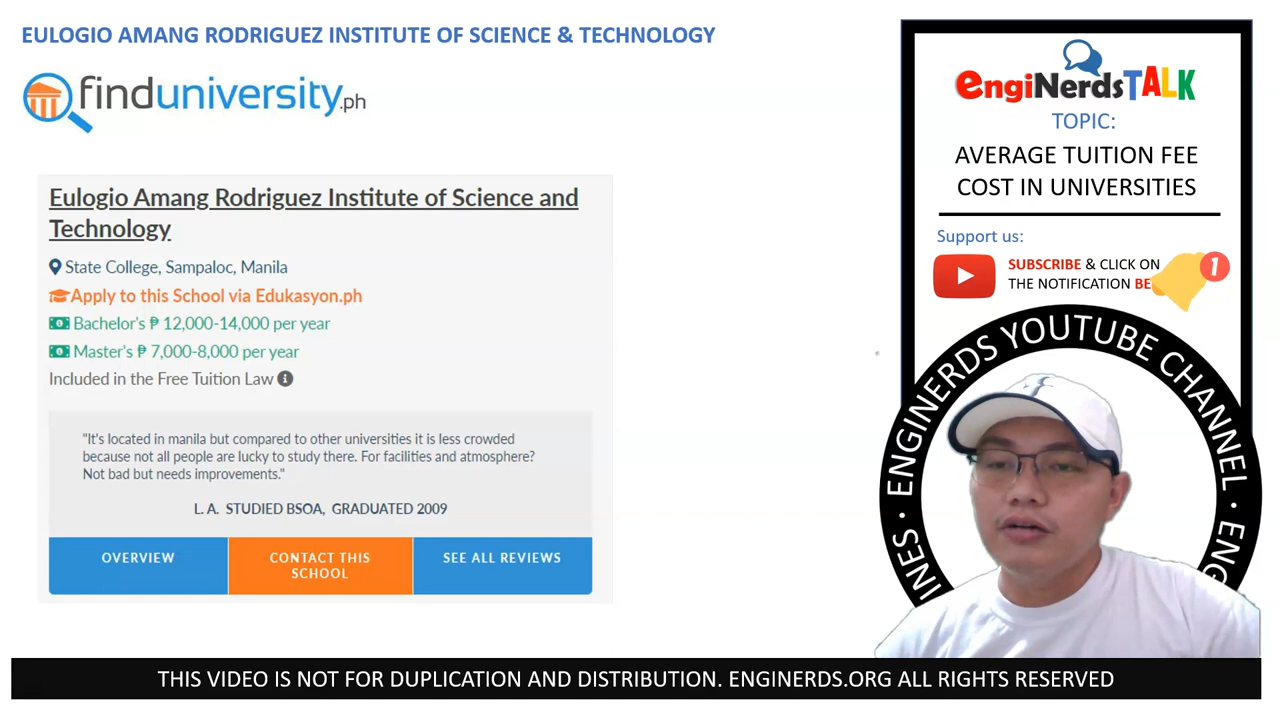 EULOGIO AMANG RODRIGUEZ INSTITUTE OF SCIENCE & TECHNOLOGY
finduniversity.ph
Eulogio Amang Rodriguez Institute of Science and
Technology
State College, Sampaloc, Manila
Apply to this School via Edukasyon.ph
Bachelor's ₱ 12,000-14,000 per year
Master's ₱ 7,000-8,000 per year
Included in the Free Tuition Law
"It's located in manila but compared to other universities it is less crowded
because not all people are lucky to study there. For facilities and atmosphere?
Not bad but needs improvements."
L. A. STUDIED BSOA, GRADUATED 2009
OVERVIEW
CONTACT THIS
SCHOOL
SEE ALL REVIEWS
engiNerdsTALK
TOPIC:
AVERAGE TUITION FEE
COST IN UNIVERSITIES
Support us:
SUBSCRIBE & CLICK ON
THE NOTIFICATION BE
1
INES · ENGINERDS YOUTUBE CHANNEL · ENG
THIS VIDEO IS NOT FOR DUPLICATION AND DISTRIBUTION. ENGINERDS.ORG ALL RIGHTS RESERVED